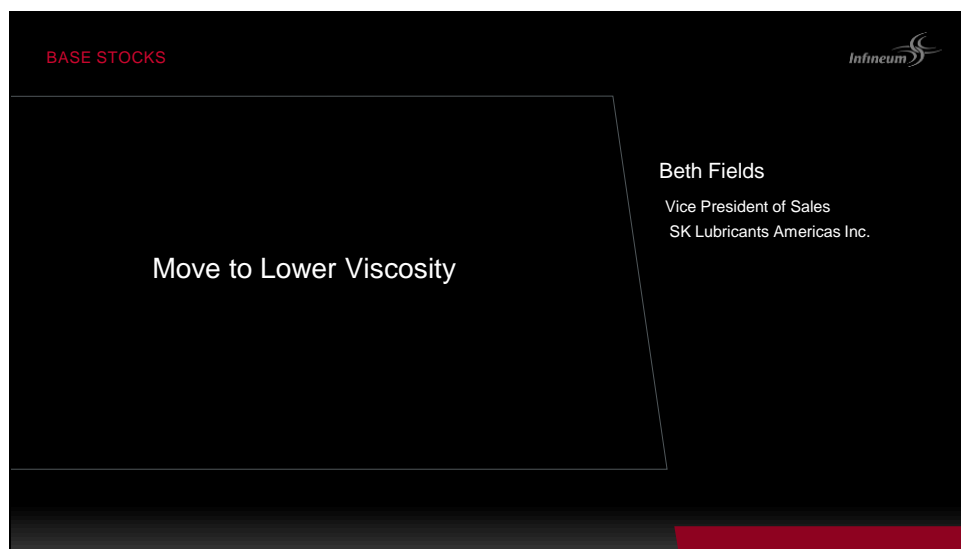 BASE STOCKS
Infineum
Move to Lower Viscosity
Beth Fields
Vice President of Sales
SK Lubricants Americas Inc.